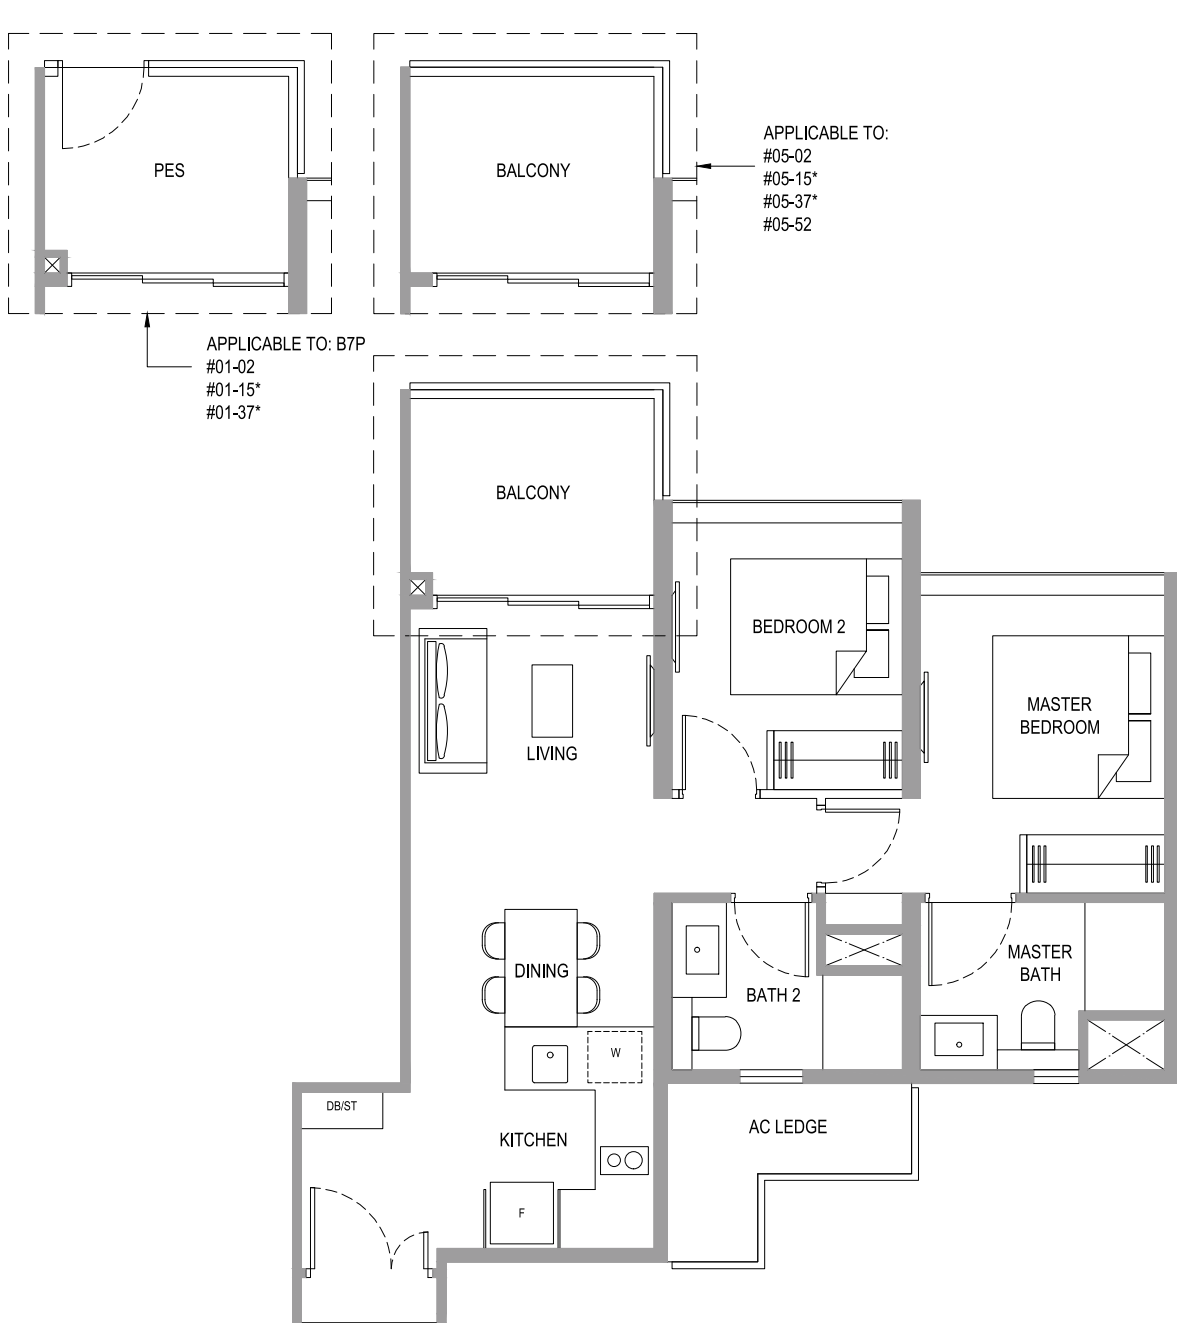 PES
BALCONY
APPLICABLE TO:
#05-02
#05-15*
#05-37*
#05-52
APPLICABLE TO: B7P
#01-02
#01-15*
#01-37*
BALCONY
BEDROOM 2
MASTER
BEDROOM
LIVING
DINING
MASTER
BATH
BATH 2
W
DB/ST
KITCHEN
AC LEDGE
F